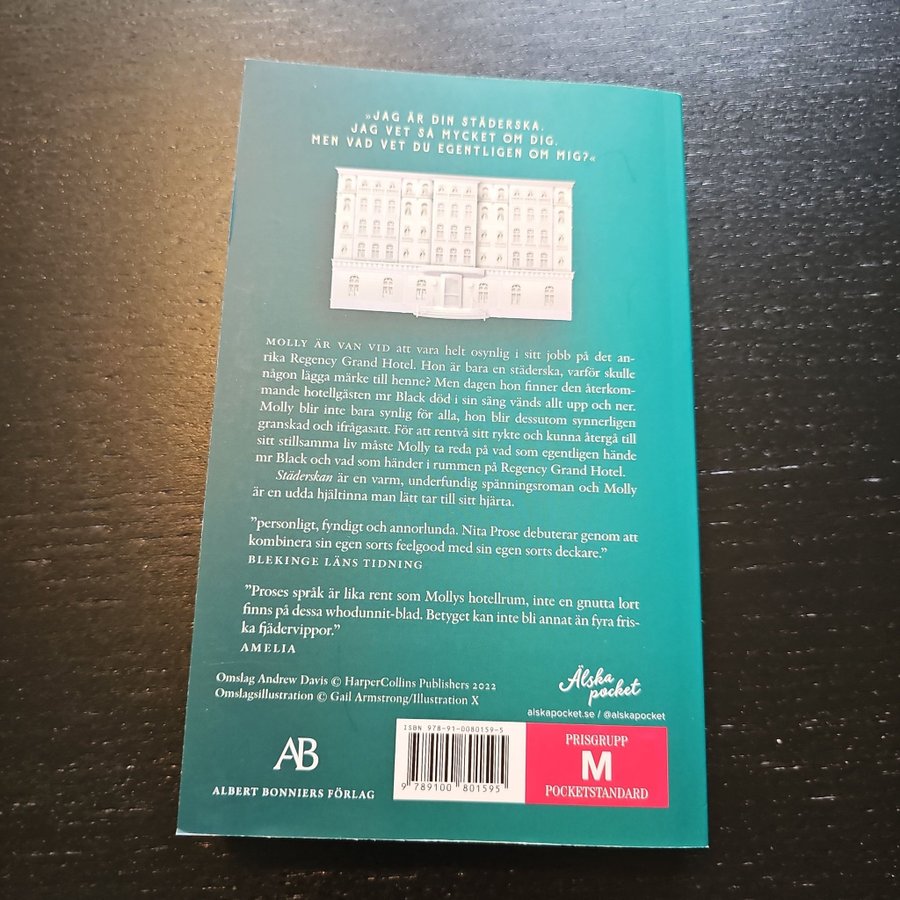 »JAG ÄR DIN STÄDERSKA.
JAG VET SÅ MYCKET OM DIG.
MEN VAD VET DU EGENTLIGEN OM MIG?«
MOLLY ÄR VAN VID att vara helt osynlig i sitt jobb på det an-
rika Regency Grand Hotel. Hon är bara en städerska, varför skulle
någon lägga märke till henne? Men dagen hon finner den återkom-
mande hotellgästen mr Black död i sin säng vänds allt upp och ner.
Molly blir inte bara synlig för alla, hon blir dessutom synnerligen
granskad och ifrågasatt. För att rentvå sitt rykte och kunna återgå till
sitt stillsamma liv måste Molly ta reda på vad som egentligen hände
mr Black och vad som händer i rummen på Regency Grand Hotel.
Städerskan är en varm, underfundig spänningsroman och Molly
är en udda hjältinna man lätt tar till sitt hjärta.
”personligt, fyndigt och annorlunda. Nita Prose debuterar genom att
kombinera sin egen sorts feelgood med sin egen sorts deckare.”
BLEKINGE LÄNS TIDNING
”Proses språk är lika rent som Mollys hotellrum, inte en gnutta lort
finns på dessa whodunnit-blad. Betyget kan inte bli annat än fyra fris-
ka fjädervippor.”
AMELIA
Omslag Andrew Davis © HarperCollins Publishers 2022
Omslagsillustration © Gail Armstrong/Illustration X
Älska
pocket
alskapocket.se / @alskapocket
AB
ALBERT BONNIERS FÖRLAG
ISBN 978-91-0080159-5
9 789100 801595
PRISGRUPP
M
POCKETSTANDARD